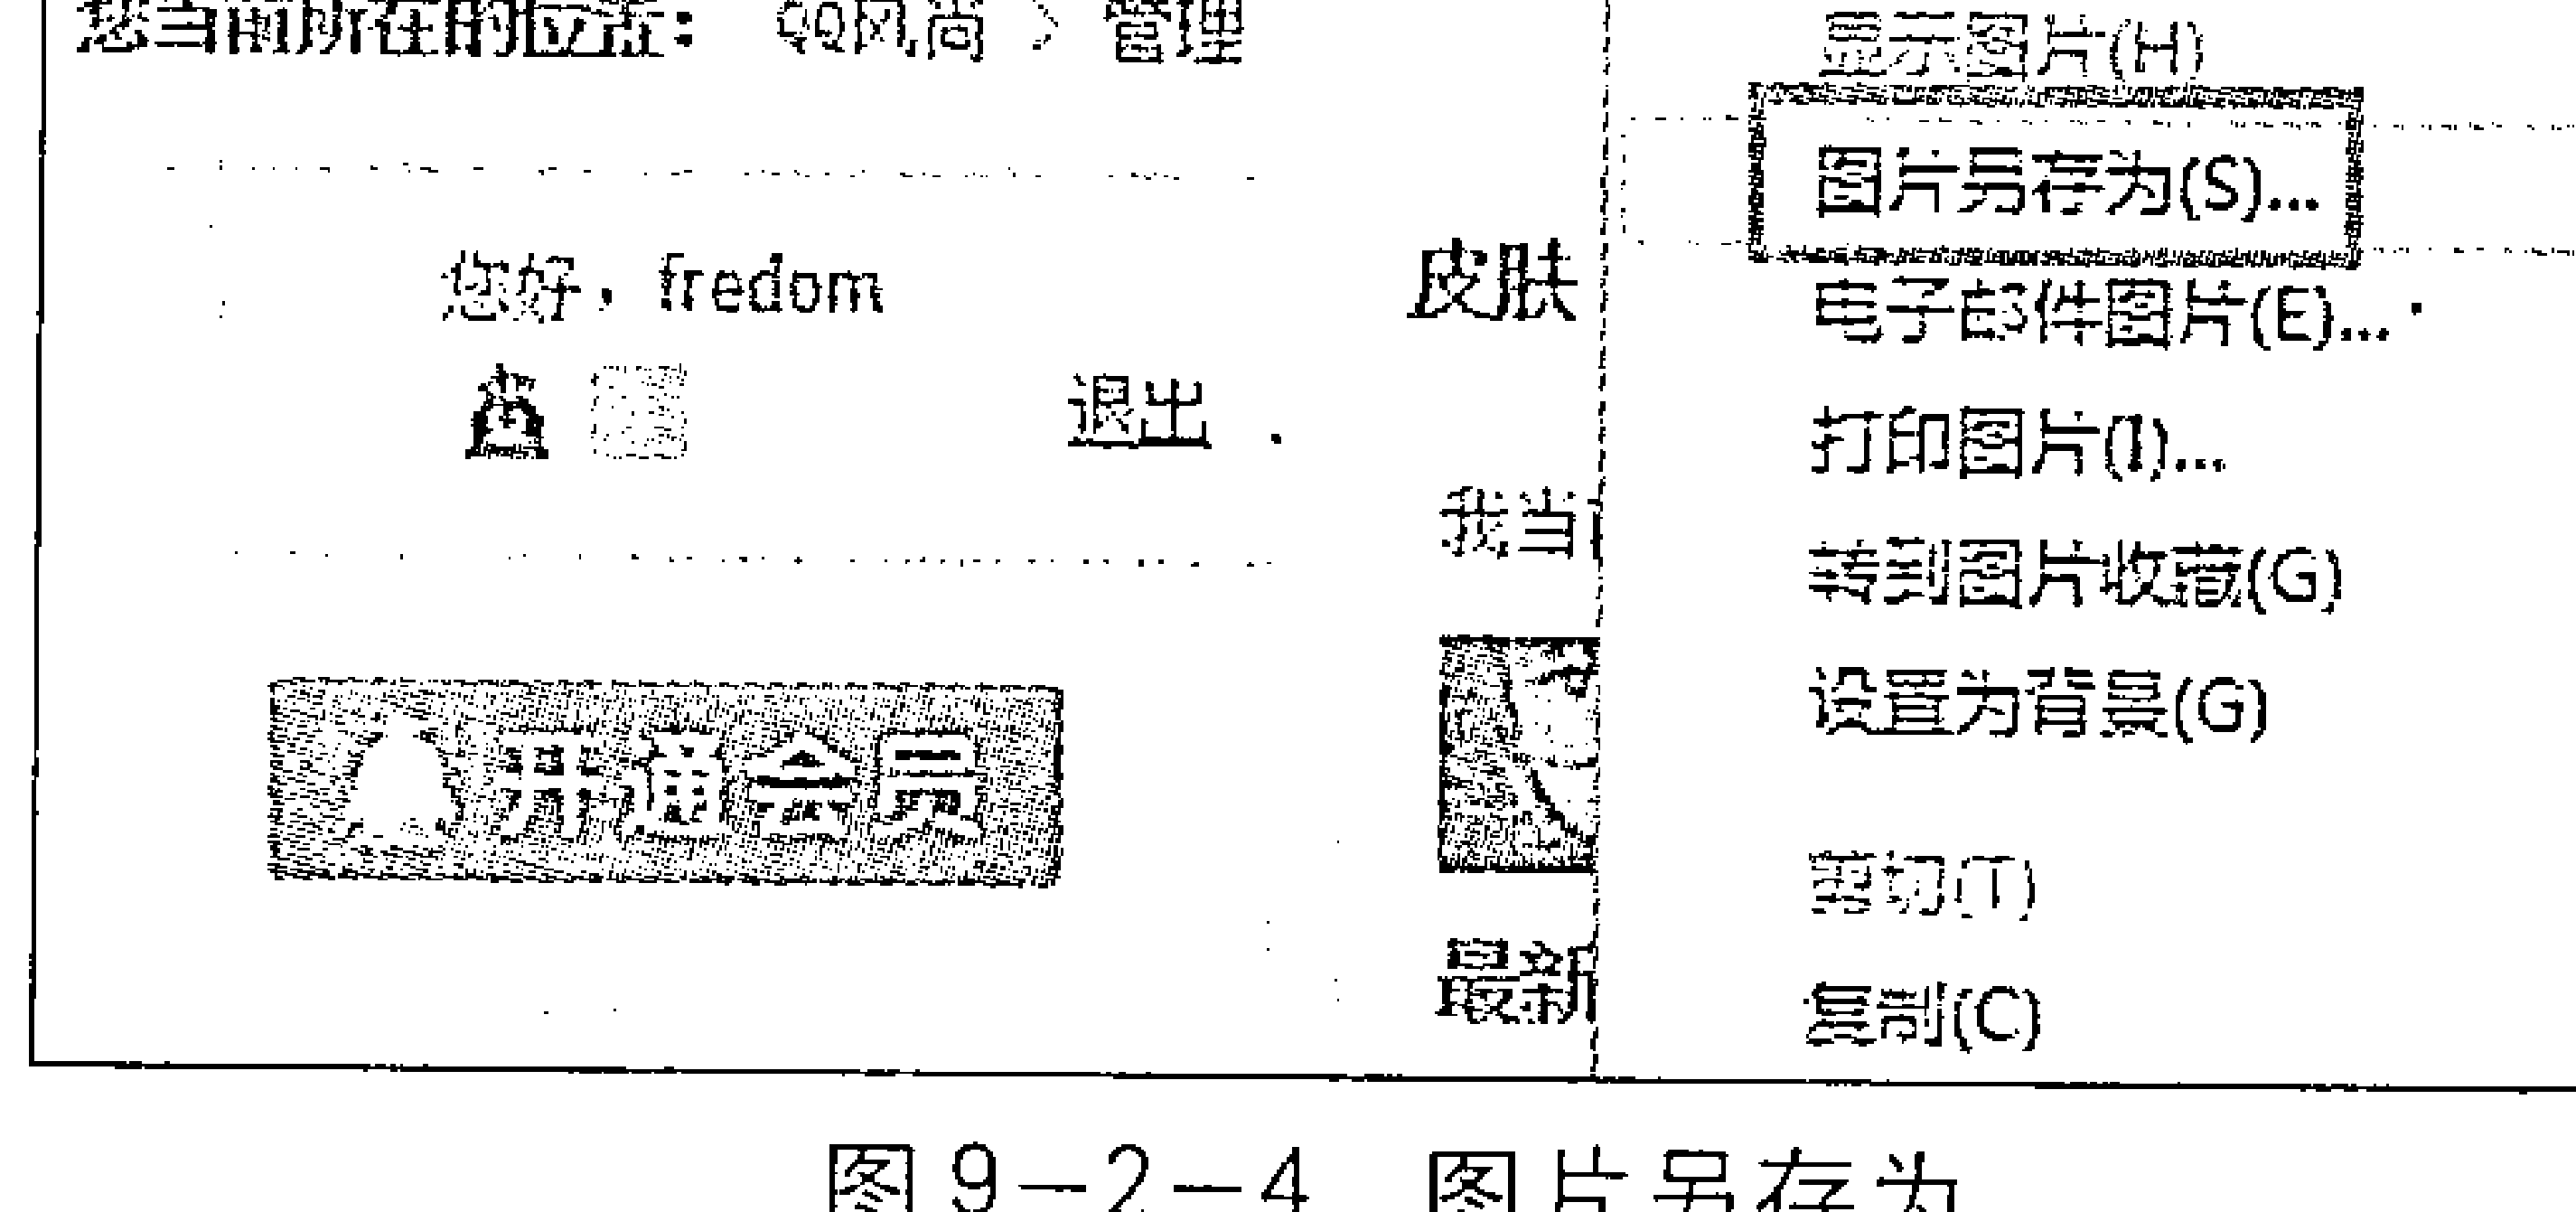 您当前所在的位置： QQ风尚 > 管理
您好，fredom
退出
开通会员
皮肤
我当
最新
显示图片(H)
图片另存为(S)...
电子邮件图片(E)...
打印图片(I)...
转到图片收藏(G)
设置为背景(G)
剪切(T)
复制(C)
图 9－2－4 图片另存为